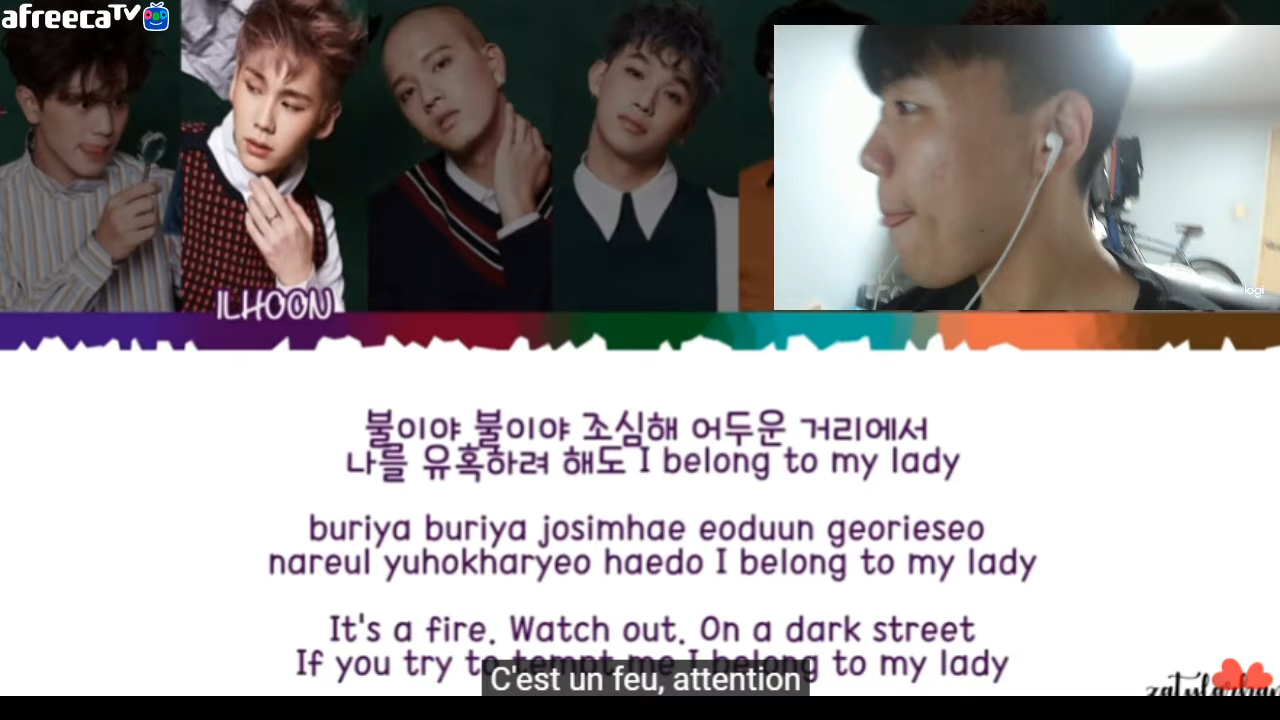 afreecaTV
logi
ILHOON
불이야 불이야 조심해 어두운 거리에서
나를 유혹하려 해도 I belong to my lady
buriya buriya josimhae eoduun georieseo
nareul yuhokharyeo haedo I belong to my lady
It's a fire. Watch out. On a dark street
If you try to tempt me I belong to my lady
C'est un feu, attention